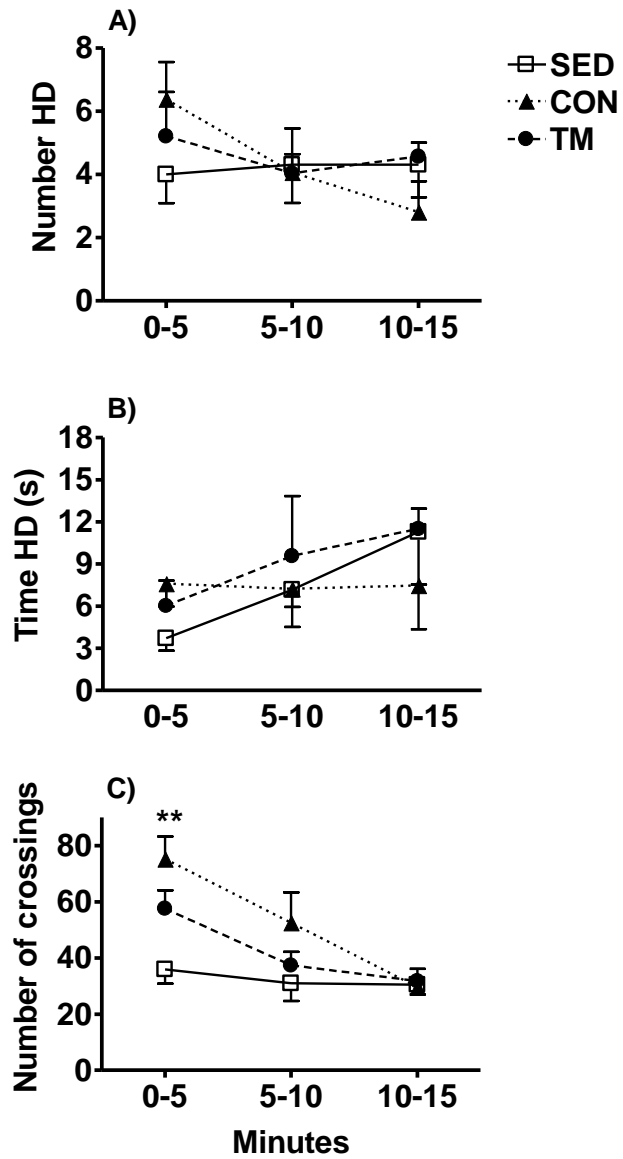 A)
8
6
4
2
0
Number HD
0-5 5-10 10-15
SED
CON
TM
B)
18
15
12
9
6
3
0
Time HD (s)
0-5 5-10 10-15
C)
**
80
60
40
20
0
Number of crossings
0-5 5-10 10-15
Minutes